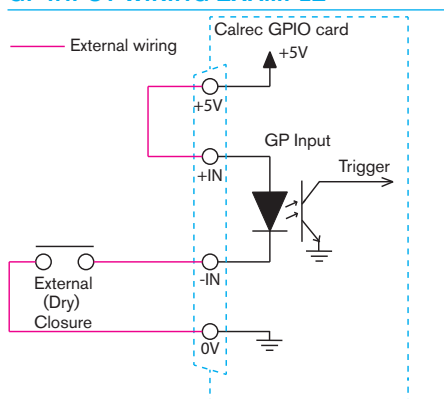 Calrec GPIO card
External wiring
+5V
+5V
GP Input
+IN
Trigger
-IN
External
(Dry)
Closure
0V